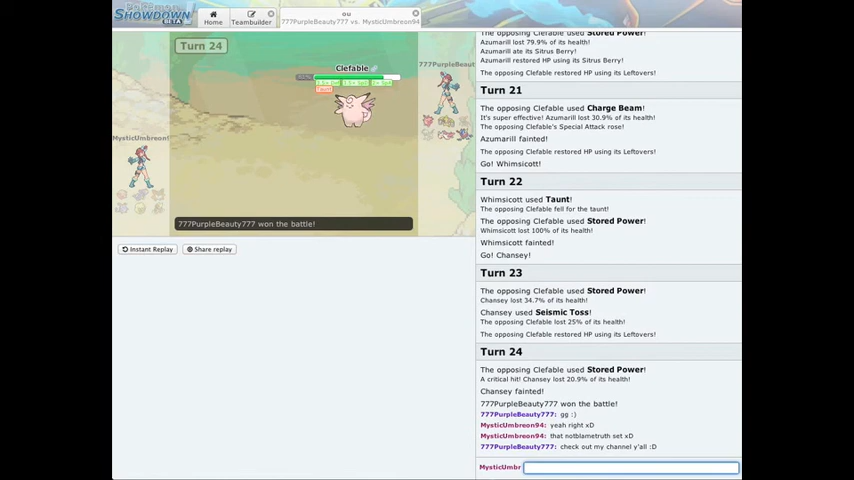 POKÉMON
SHOWDOWN
BETA
Home
Teambuilder
ou
777PurpleBeauty777 vs. MysticUmbreon94
Turn 24
Clefable
Taunt
777PurpleBeaut
MysticUmbreon
777PurpleBeauty777 won the battle!
Instant Replay
Share replay
The opposing Clefable used Stored Power!
Azumarill lost 79.9% of its health!
Azumarill ate its Sitrus Berry!
Azumarill restored HP using its Sitrus Berry!
The opposing Clefable restored HP using its Leftovers!
Turn 21
The opposing Clefable used Charge Beam!
It's super effective! Azumarill lost 30.9% of its health!
The opposing Clefable's Special Attack rose!
Azumarill fainted!
The opposing Clefable restored HP using its Leftovers!
Go! Whimsicott!
Turn 22
Whimsicott used Taunt!
The opposing Clefable fell for the taunt!
The opposing Clefable used Stored Power!
Whimsicott lost 100% of its health!
Whimsicott fainted!
Go! Chansey!
Turn 23
The opposing Clefable used Stored Power!
Chansey lost 34.7% of its health!
Chansey used Seismic Toss!
The opposing Clefable lost 25% of its health!
The opposing Clefable restored HP using its Leftovers!
Turn 24
The opposing Clefable used Stored Power!
A critical hit! Chansey lost 20.9% of its health!
Chansey fainted!
777PurpleBeauty777 won the battle!
777PurpleBeauty777: gg :)
MysticUmbreon94: yeah right xD
MysticUmbreon94: that notblametruth set xD
777PurpleBeauty777: check out my channel y'all :D
MysticUmbr